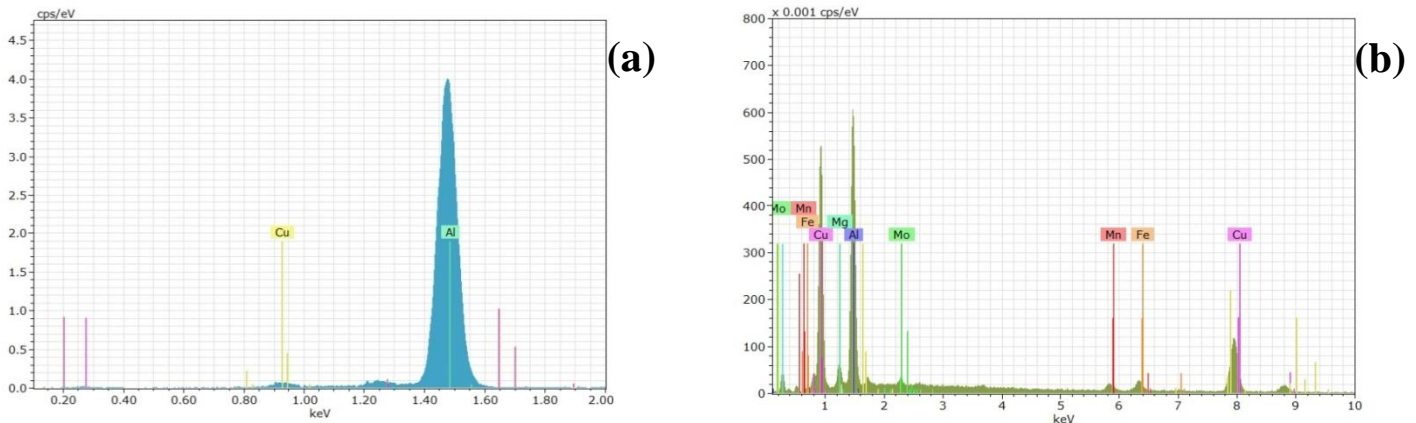 cps/eV
4.5
4.0
3.5
3.0
2.5
2.0
1.5
1.0
0.5
0.0
Cu
Al
0.20 0.40 0.60 0.80 1.00 1.20 1.40 1.60 1.80 2.00
keV
(a)
x 0.001 cps/eV
800
700
600
500
400
300
200
100
0
Mo Mn
Fe Mg
Cu Al Mo Mn Fe Cu
1 2 3 4 5 6 7 8 9 10
keV
(b)